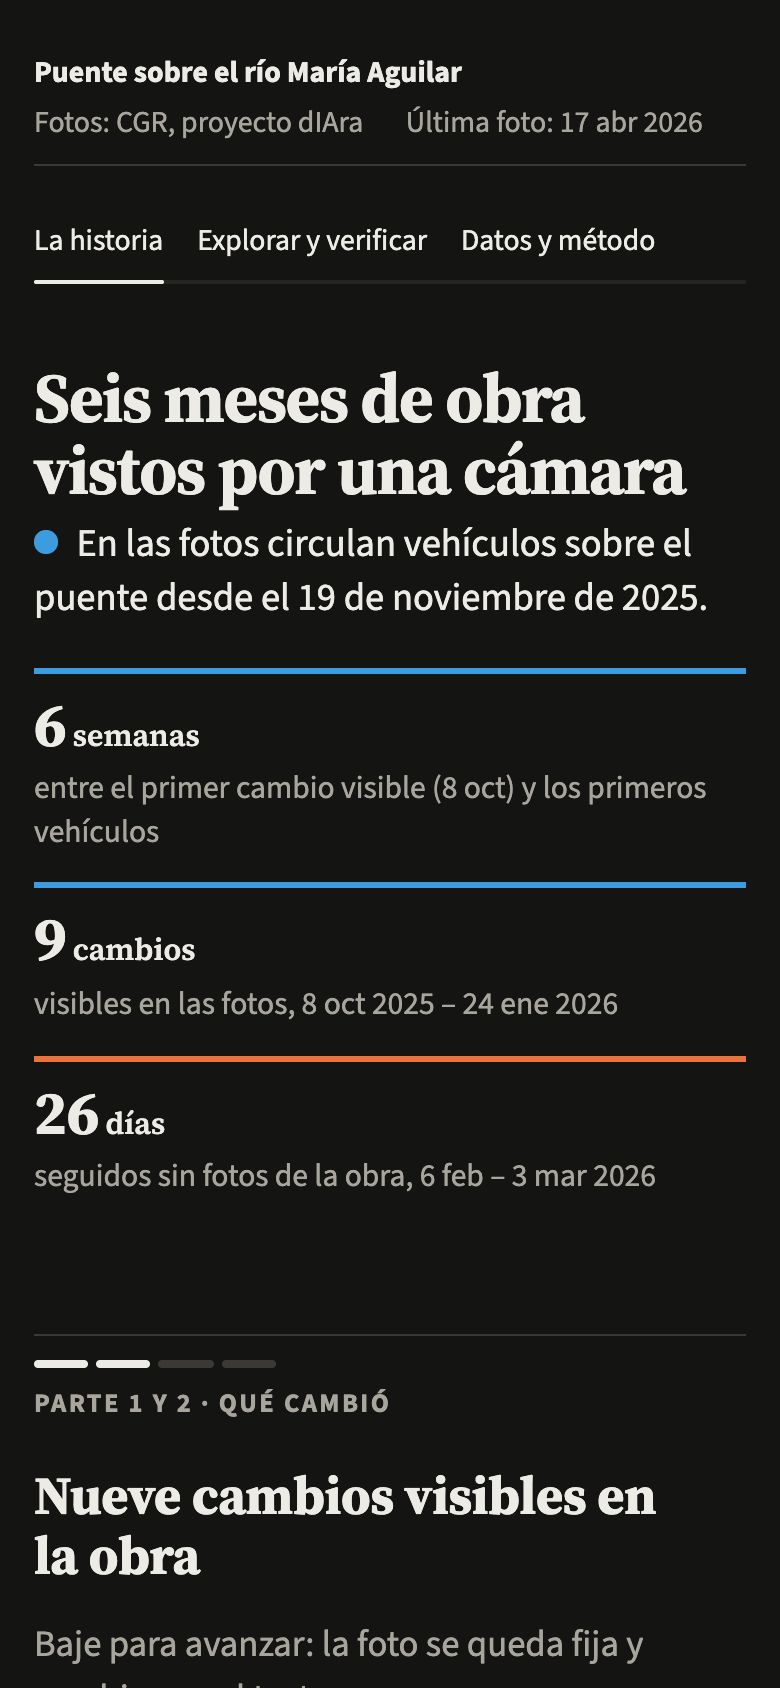 Puente sobre el río María Aguilar
Fotos: CGR, proyecto dIAra Última foto: 17 abr 2026
La historia Explorar y verificar Datos y método
Seis meses de obra
vistos por una cámara
En las fotos circulan vehículos sobre el
puente desde el 19 de noviembre de 2025.
6 semanas
entre el primer cambio visible (8 oct) y los primeros
vehículos
9 cambios
visibles en las fotos, 8 oct 2025 – 24 ene 2026
26 días
seguidos sin fotos de la obra, 6 feb – 3 mar 2026
PARTE 1 Y 2 · QUÉ CAMBIÓ
Nueve cambios visibles en
la obra
Baje para avanzar: la foto se queda fija y